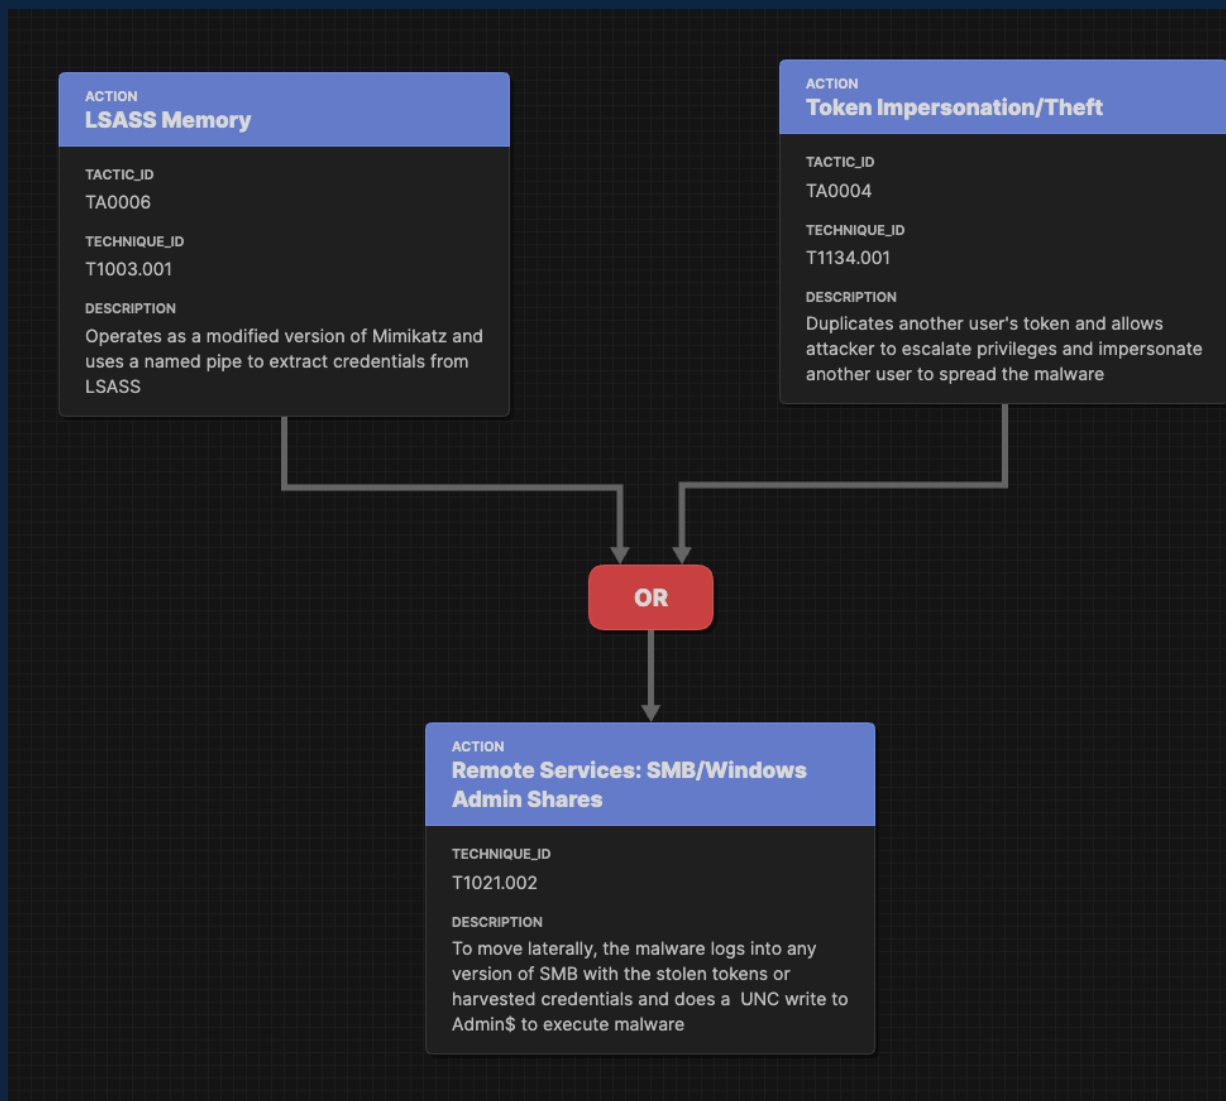 ACTION
LSASS Memory
TACTIC_ID
TA0006
TECHNIQUE_ID
T1003.001
DESCRIPTION
Operates as a modified version of Mimikatz and
uses a named pipe to extract credentials from
LSASS
ACTION
Token Impersonation/Theft
TACTIC_ID
TA0004
TECHNIQUE_ID
T1134.001
DESCRIPTION
Duplicates another user's token and allows
attacker to escalate privileges and impersonate
another user to spread the malware
OR
ACTION
Remote Services: SMB/Windows
Admin Shares
TECHNIQUE_ID
T1021.002
DESCRIPTION
To move laterally, the malware logs into any
version of SMB with the stolen tokens or
harvested credentials and does a  UNC write to
Admin$ to execute malware